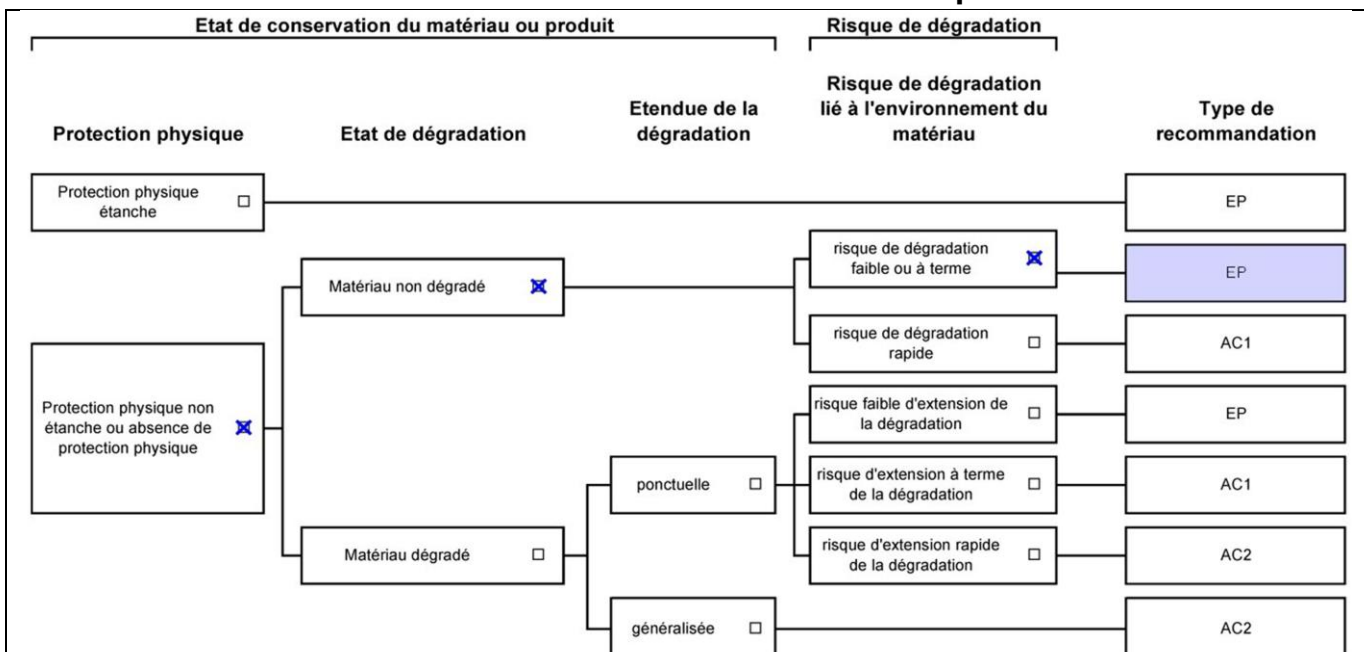 Etat de conservation du matériau ou produit
Risque de dégradation
Protection physique
Etat de dégradation
Etendue de la
dégradation
Risque de dégradation
lié à l'environnement du
matériau
Type de
recommandation
Protection physique
étanche
EP
risque de dégradation
faible ou à terme
EP
Matériau non dégradé
risque de dégradation
rapide
AC1
Protection physique non
étanche ou absence de
protection physique
risque faible d'extension de
la dégradation
EP
ponctuelle
risque d'extension à terme
de la dégradation
AC1
Matériau dégradé
risque d'extension rapide
de la dégradation
AC2
généralisée
AC2